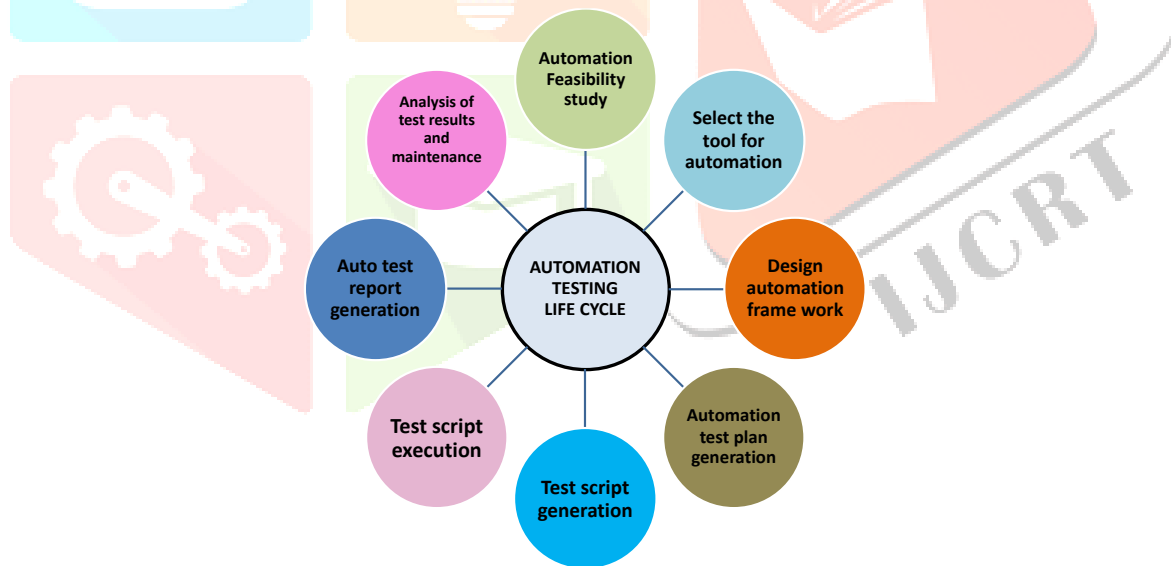 Automation
Feasibility
study
Select the
tool for
automation
Design
automation
frame work
Automation
test plan
generation
Test script
generation
Test script
execution
Auto test
report
generation
Analysis of
test results
and
maintenance
AUTOMATION
TESTING
LIFE CYCLE
IJCRT